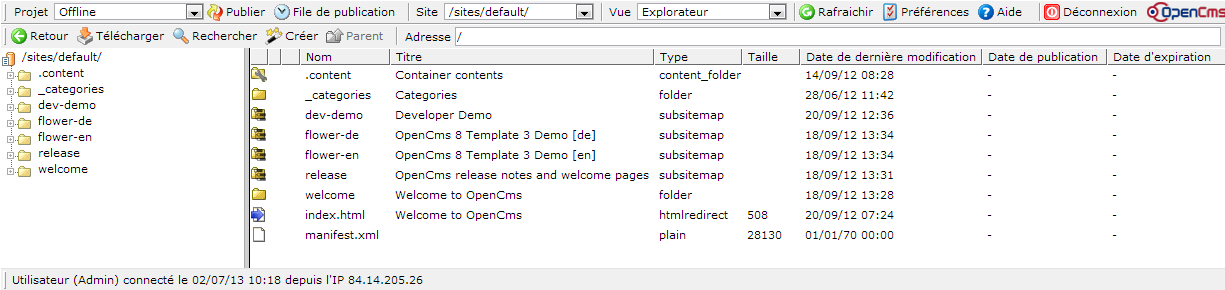 Projet Offline Publier File de publication Site /sites/default/ Vue Explorateur Rafraichir Préférences Aide Déconnexion OpenCms
Retour Télécharger Rechercher Créer Parent Adresse /
/sites/default/
.content
_categories
dev-demo
flower-de
flower-en
release
welcome
Nom Titre Type Taille Date de dernière modification Date de publication Date d'expiration
.content Container contents content_folder 14/09/12 08:28 - -
_categories Categories folder 28/06/12 11:42 - -
dev-demo Developer Demo subsitemap 20/09/12 12:36 - -
flower-de OpenCms 8 Template 3 Demo [de] subsitemap 18/09/12 13:34 - -
flower-en OpenCms 8 Template 3 Demo [en] subsitemap 18/09/12 13:34 - -
release OpenCms release notes and welcome pages subsitemap 18/09/12 13:31 - -
welcome Welcome to OpenCms folder 18/09/12 13:28 - -
index.html Welcome to OpenCms htmlredirect 508 20/09/12 07:24 - -
manifest.xml plain 28130 01/01/70 00:00 - -
Utilisateur (Admin) connecté le 02/07/13 10:18 depuis l'IP 84.14.205.26